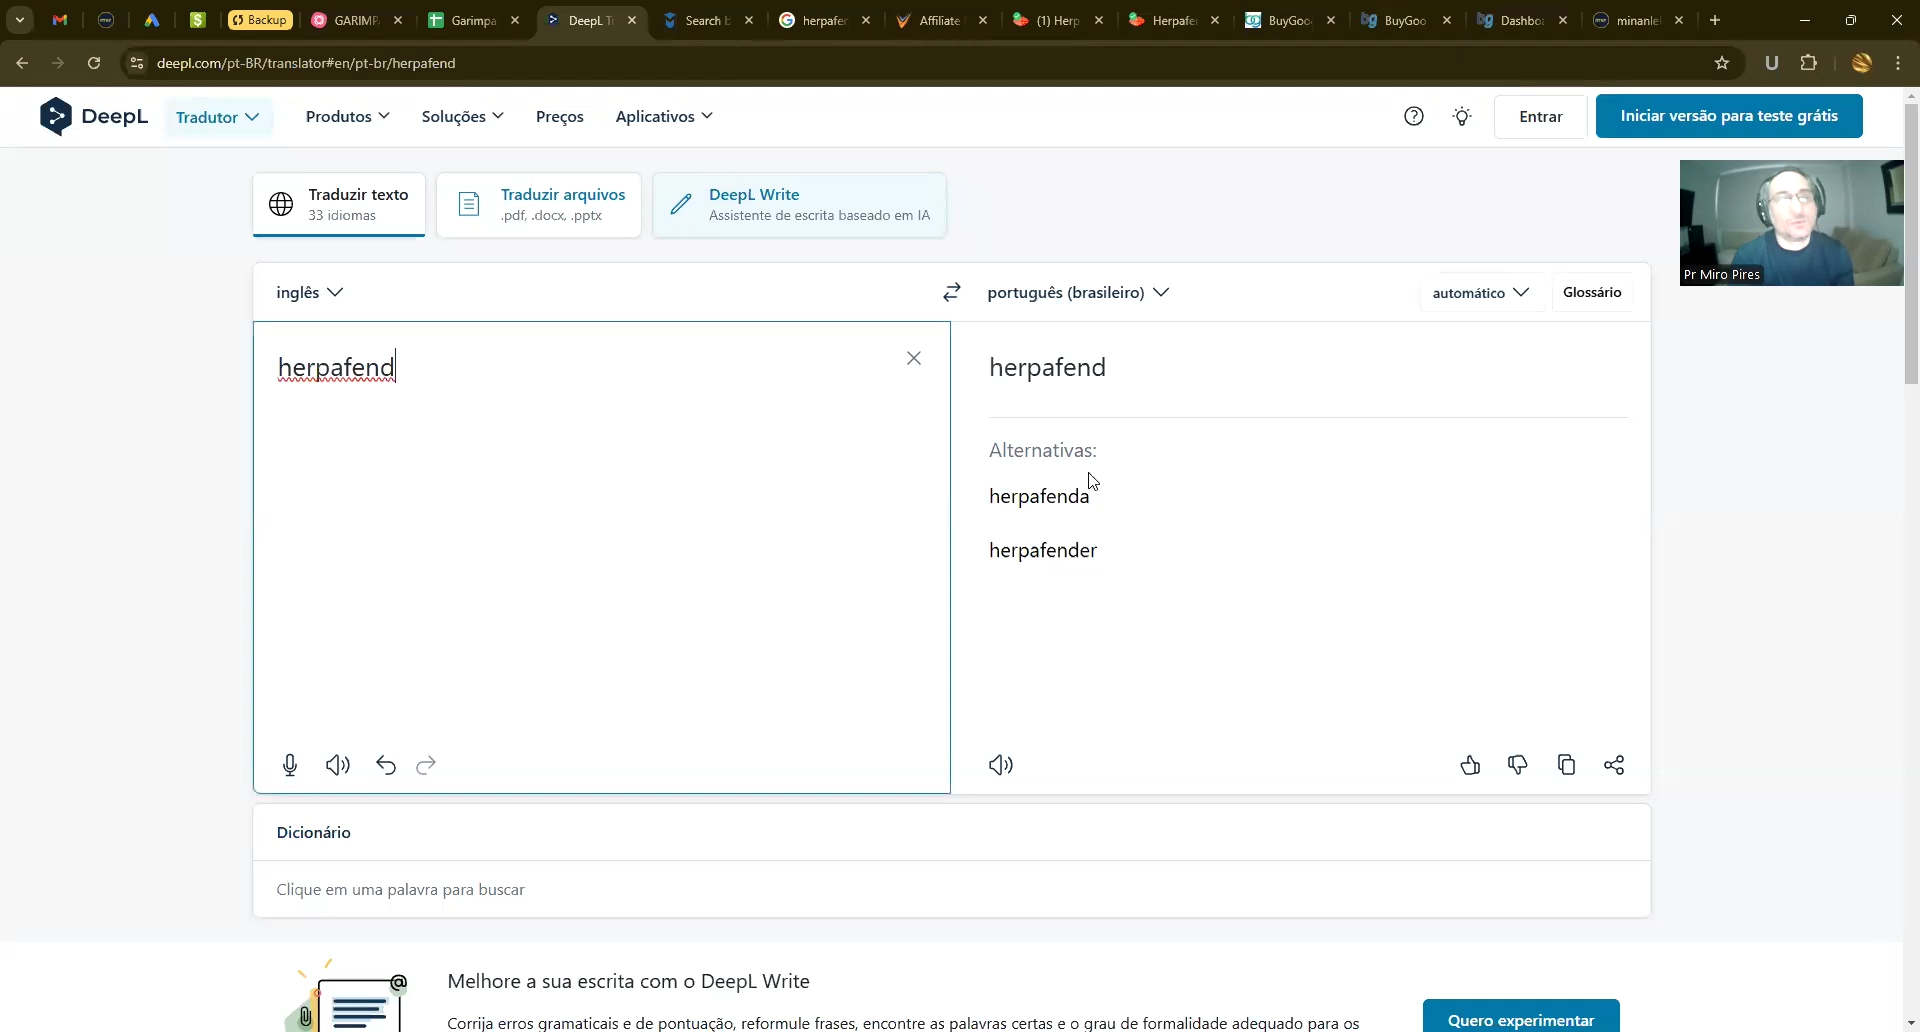 Backup
GARIMP
Garimpa
DeepL Tr
Search b
herpafen
Affiliate
(1) Herp
Herpafe
BuyGoo
BuyGoo
Dashbo
minanle
deepl.com/pt-BR/translator#en/pt-br/herpafend
DeepL
Tradutor
Produtos
Soluções
Preços
Aplicativos
Entrar
Iniciar versão para teste grátis
Traduzir texto
33 idiomas
Traduzir arquivos
.pdf, .docx, .pptx
DeepL Write
Assistente de escrita baseado em IA
Pr Miro Pires
inglês
português (brasileiro)
automático
Glossário
herpafend
herpafend
Alternativas:
herpafenda
herpafender
Dicionário
Clique em uma palavra para buscar
Melhore a sua escrita com o DeepL Write
Corrija erros gramaticais e de pontuação, reformule frases, encontre as palavras certas e o grau de formalidade adequado para os
Quero experimentar